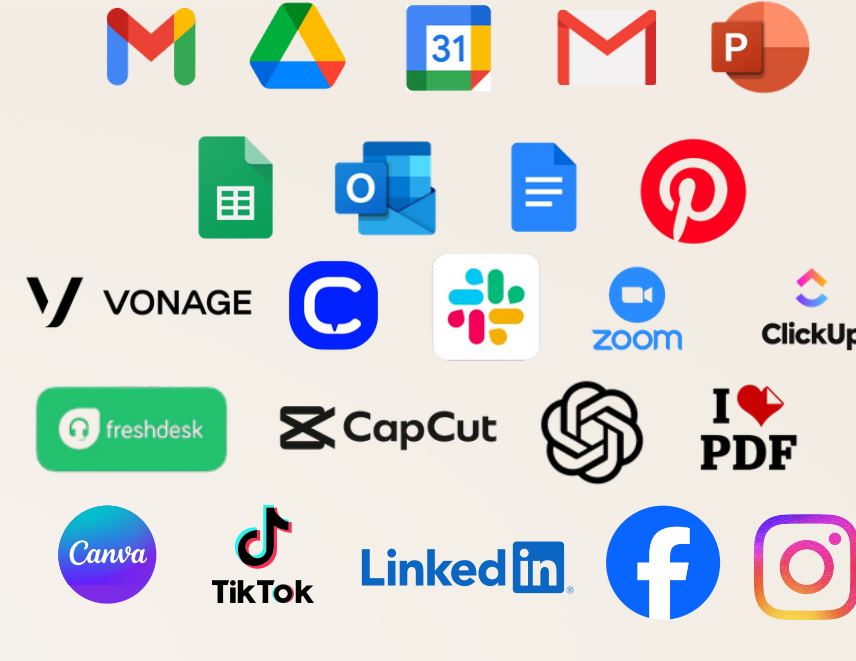 31
P
O
VONAGE
C
zoom
ClickUp
freshdesk
CapCut
I
PDF
Canva
TikTok
Linkedin®
f